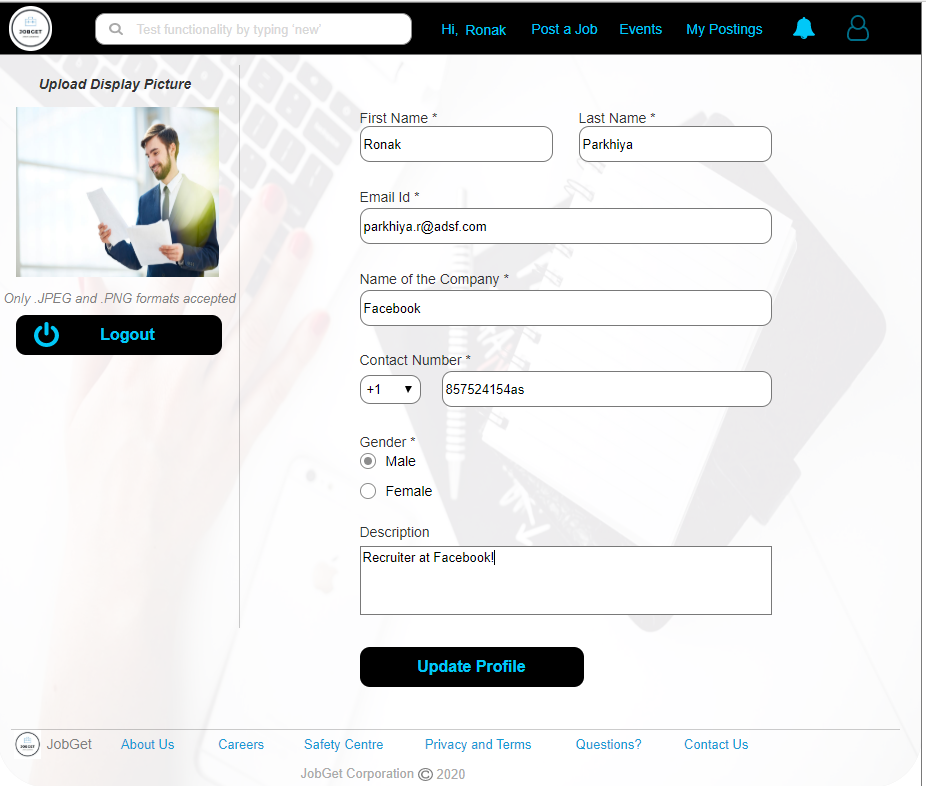 JOBGET
Test functionality by typing 'new'
Hi, Ronak
Post a Job
Events
My Postings
Upload Display Picture
Only .JPEG and .PNG formats accepted
Logout
First Name *
Last Name *
Ronak
Parkhiya
Email Id *
parkhiya.r@adsf.com
Name of the Company *
Facebook
Contact Number *
+1
857524154as
Gender *
Male
Female
Description
Recruiter at Facebook!
Update Profile
JobGet
About Us
Careers
Safety Centre
Privacy and Terms
Questions?
Contact Us
JobGet Corporation © 2020